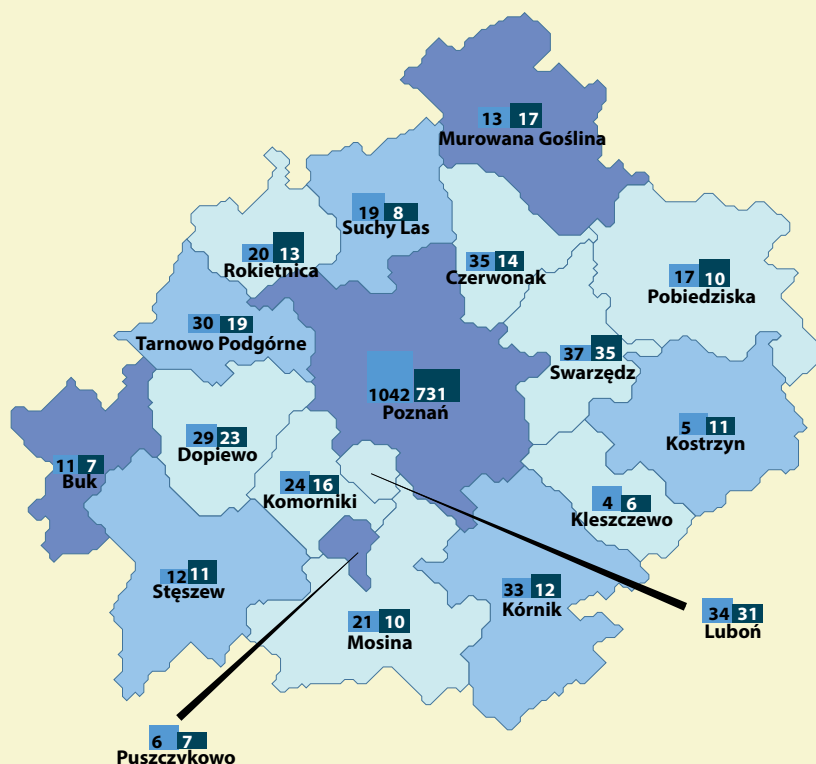 13 17
Murowana Goślina
19 8
Suchy Las
20 13
Rokietnica
35 14
Czerwonak
17 10
Pobiedziska
30 19
Tarnowo Podgórne
37 35
Swarzędz
1042 731
Poznań
5 11
Kostrzyn
29 23
Dopiewo
11 7
Buk
24 16
Komorniki
4 6
Kleszczewo
12 11
Stęszew
33 12
Kórnik
34 31
Luboń
21 10
Mosina
6 7
Puszczykowo